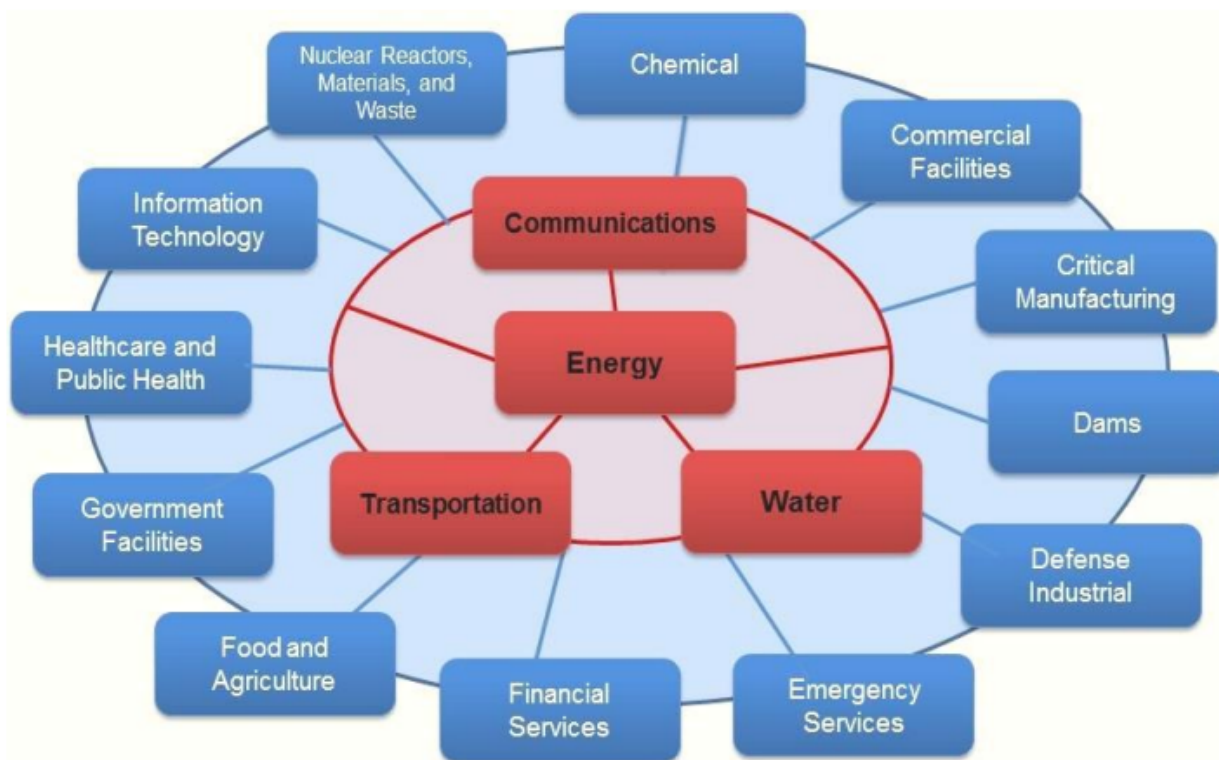 Nuclear Reactors,
Materials, and
Waste
Chemical
Commercial
Facilities
Information
Technology
Communications
Critical
Manufacturing
Healthcare and
Public Health
Energy
Dams
Government
Facilities
Transportation
Water
Defense
Industrial
Food and
Agriculture
Financial
Services
Emergency
Services